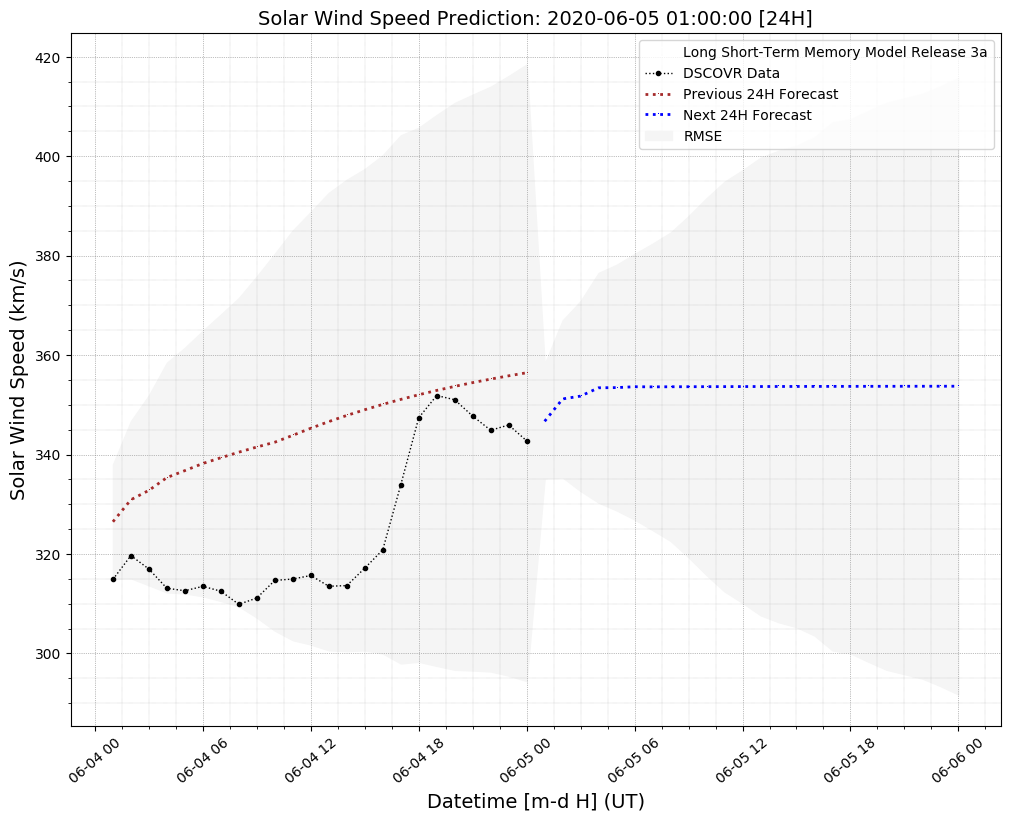 Solar Wind Speed Prediction: 2020-06-05 01:00:00 [24H]
Long Short-Term Memory Model Release 3a
DSCOVR Data
Previous 24H Forecast
Next 24H Forecast
RMSE
Solar Wind Speed (km/s)
420
400
380
360
340
320
300
06-04 00
06-04 06
06-04 12
06-04 18
06-05 00
06-05 06
06-05 12
06-05 18
06-06 00
Datetime [m-d H] (UT)